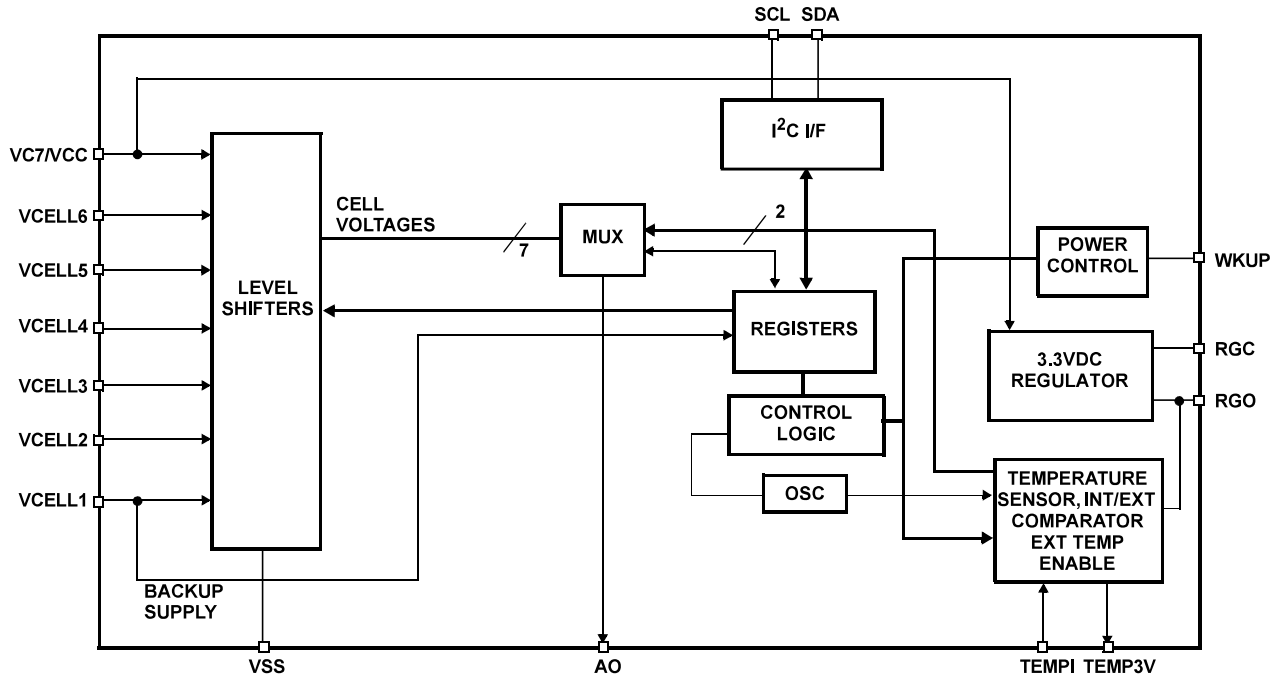 SCL SDA
I²C I/F
VC7/VCC
VCELL6
VCELL5
VCELL4
VCELL3
VCELL2
VCELL1
LEVEL
SHIFTERS
CELL
VOLTAGES
7
MUX
2
REGISTERS
CONTROL
LOGIC
OSC
POWER
CONTROL
WKUP
3.3VDC
REGULATOR
RGC
RGO
TEMPERATURE
SENSOR, INT/EXT
COMPARATOR
EXT TEMP
ENABLE
BACKUP
SUPPLY
VSS
AO
TEMPI TEMP3V